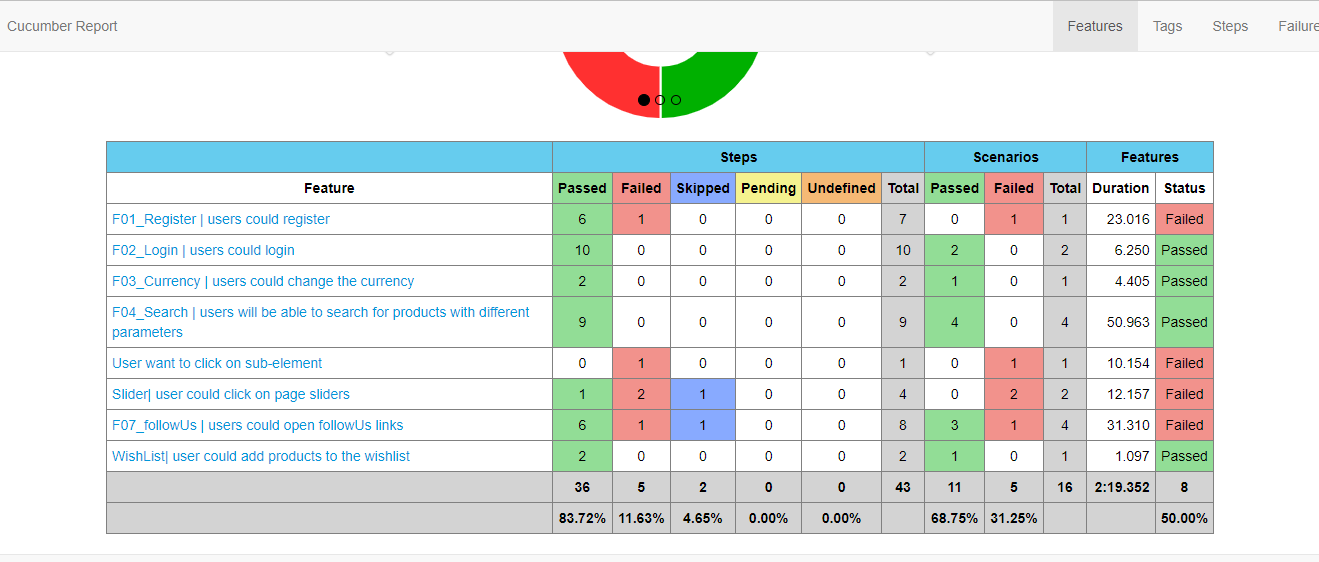 Cucumber Report Features Tags Steps Failure
Steps Scenarios Features
Feature Passed Failed Skipped Pending Undefined Total Passed Failed Total Duration Status
F01_Register | users could register 6 1 0 0 0 7 0 1 1 23.016 Failed
F02_Login | users could login 10 0 0 0 0 10 2 0 2 6.250 Passed
F03_Currency | users could change the currency 2 0 0 0 0 2 1 0 1 4.405 Passed
F04_Search | users will be able to search for products with different
parameters 9 0 0 0 0 9 4 0 4 50.963 Passed
User want to click on sub-element 0 1 0 0 0 1 0 1 1 10.154 Failed
Slider| user could click on page sliders 1 2 1 0 0 4 0 2 2 12.157 Failed
F07_followUs | users could open followUs links 6 1 1 0 0 8 3 1 4 31.310 Failed
WishList| user could add products to the wishlist 2 0 0 0 0 2 1 0 1 1.097 Passed
36 5 2 0 0 43 11 5 16 2:19.352 8
83.72% 11.63% 4.65% 0.00% 0.00% 68.75% 31.25% 50.00%